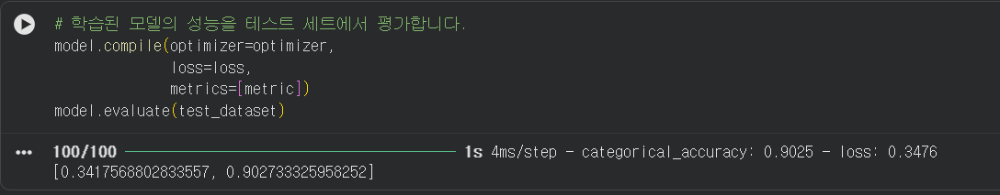 # 학습된 모델의 성능을 테스트 세트에서 평가합니다.
model.compile(optimizer=optimizer,
              loss=loss,
              metrics=[metric])
model.evaluate(test_dataset)
100/100 ━━━━━━━━━━━━━━━━━━━━ 1s 4ms/step - categorical_accuracy: 0.9025 - loss: 0.3476
[0.3417568802833557, 0.902733325958252]